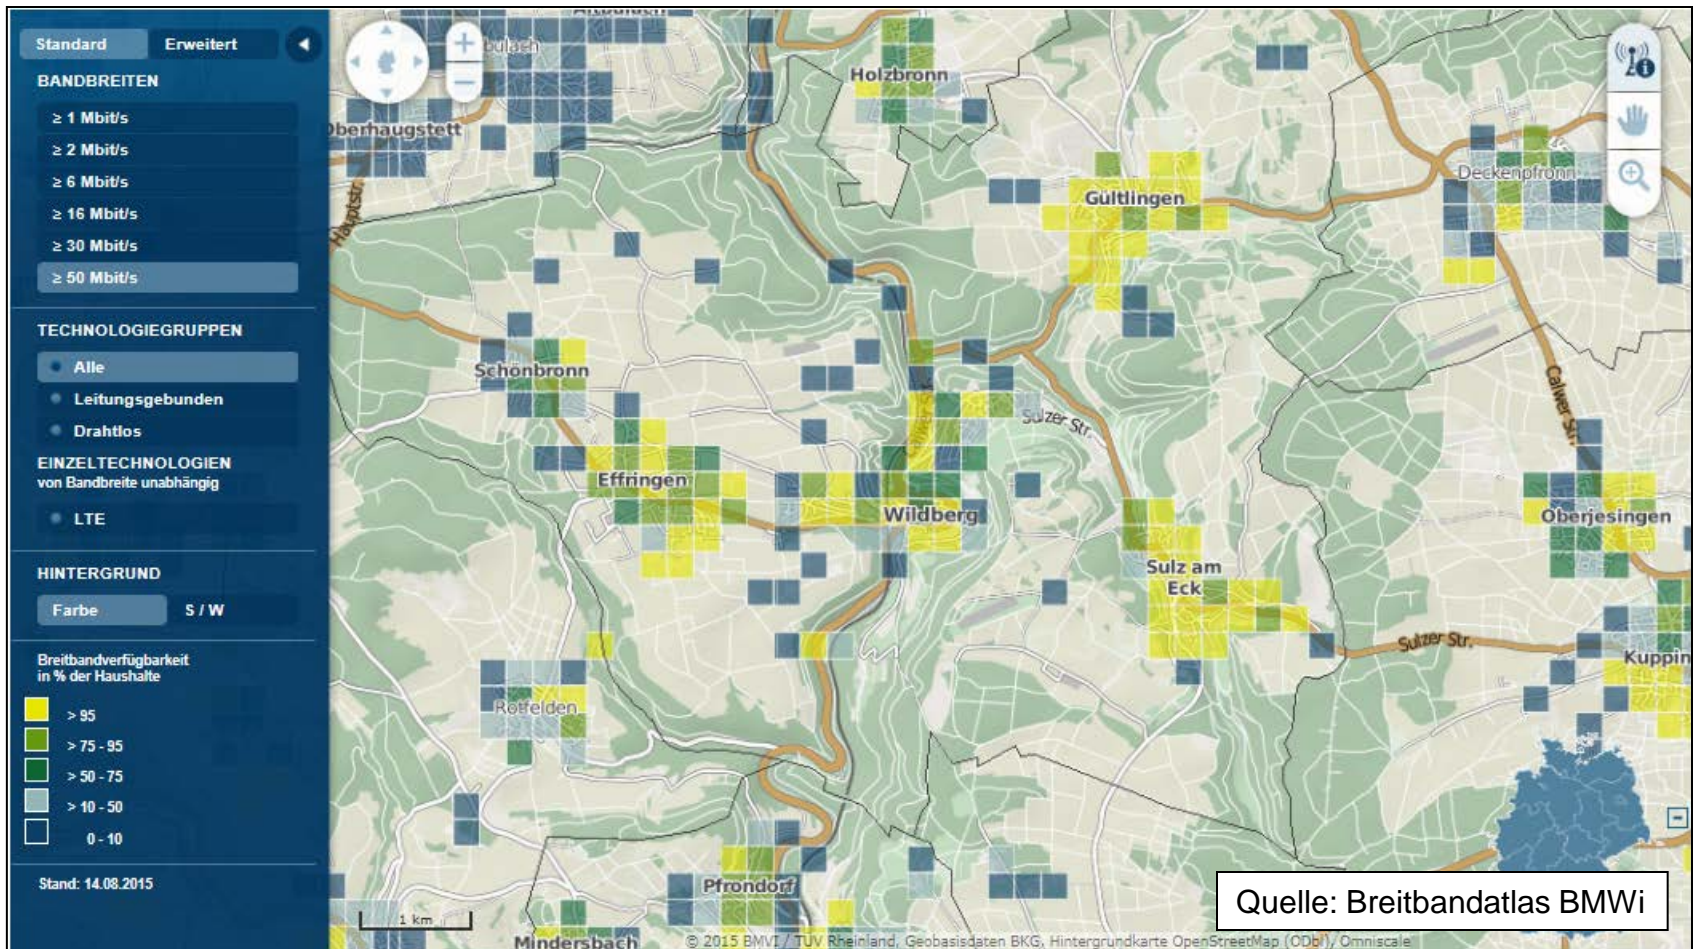 Standard Erweitert
BANDBREITEN
≥ 1 Mbit/s
≥ 2 Mbit/s
≥ 6 Mbit/s
≥ 16 Mbit/s
≥ 30 Mbit/s
≥ 50 Mbit/s
TECHNOLOGIEGRUPPEN
Alle
Leitungsgebunden
Drahtlos
EINZELTECHNOLOGIEN
von Bandbreite unabhängig
LTE
HINTERGRUND
Farbe S / W
Breitbandverfügbarkeit
in % der Haushalte
> 95
> 75 - 95
> 50 - 75
> 10 - 50
0 - 10
Stand: 14.08.2015
bulach
Holzbronn
Oberhaugstett
Hauptstr.
Gültlingen
Deckenpfronn
Schönbronn
Sulzer Str.
Calwer Str.
Effringen
Wildberg
Oberjesingen
Sulz am
Eck
Sulzer Str.
Kuppin
Rotfelden
Pfrondorf
Mindersbach
1 km
Quelle: Breitbandatlas BMWi
© 2015 BMVI / TÜV Rheinland, Geobasisdaten BKG, Hintergrundkarte OpenStreetMap (ODbl), Omniscale